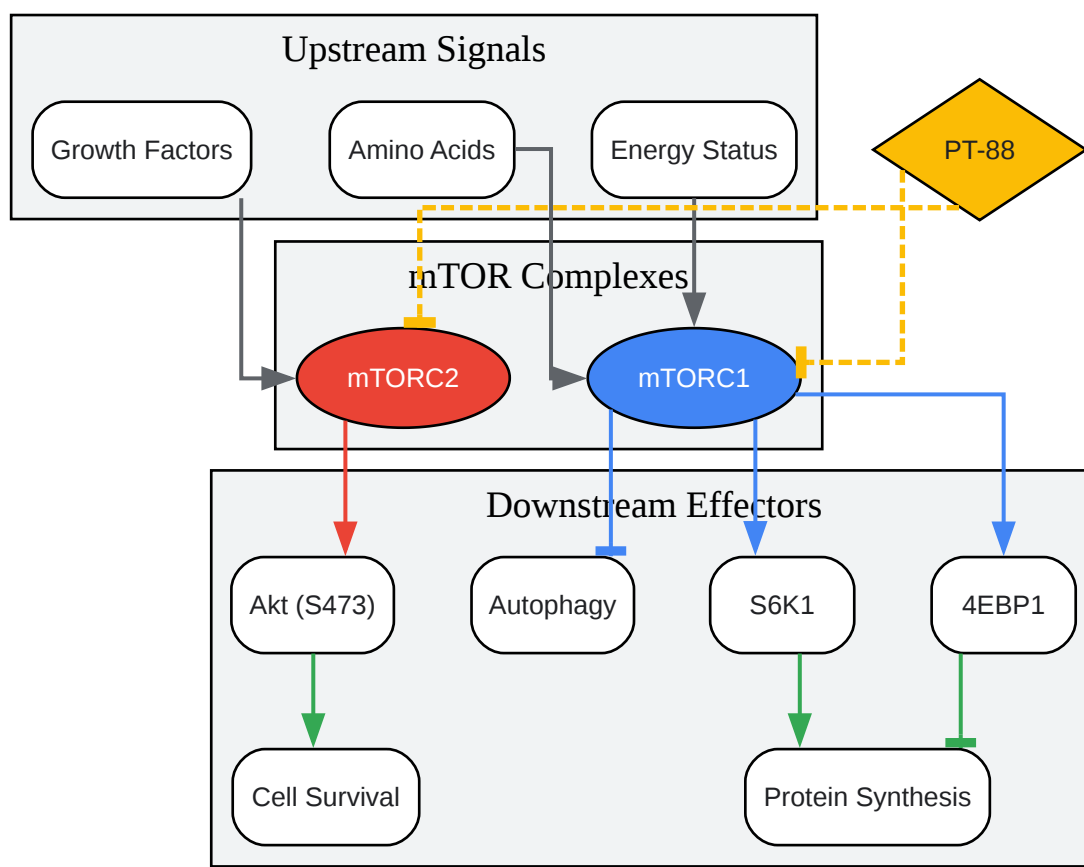 Upstream Signals
Growth Factors
Amino Acids
Energy Status
PT-88
mTOR Complexes
mTORC2
mTORC1
Downstream Effectors
Akt (S473)
Autophagy
S6K1
4EBP1
Cell Survival
Protein Synthesis